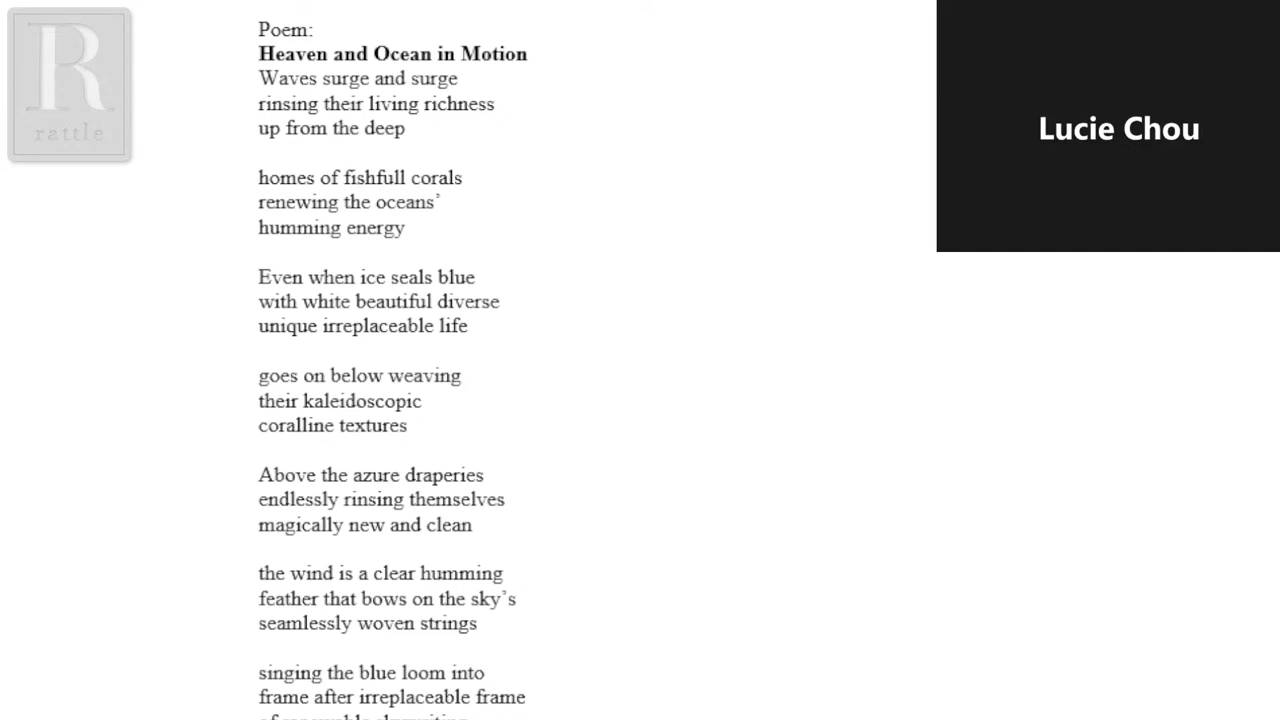 R
rattle
Poem:
Heaven and Ocean in Motion
Waves surge and surge
rinsing their living richness
up from the deep
homes of fishfull corals
renewing the oceans’
humming energy
Even when ice seals blue
with white beautiful diverse
unique irreplaceable life
goes on below weaving
their kaleidoscopic
coralline textures
Above the azure draperies
endlessly rinsing themselves
magically new and clean
the wind is a clear humming
feather that bows on the sky’s
seamlessly woven strings
singing the blue loom into
frame after irreplaceable frame
Lucie Chou